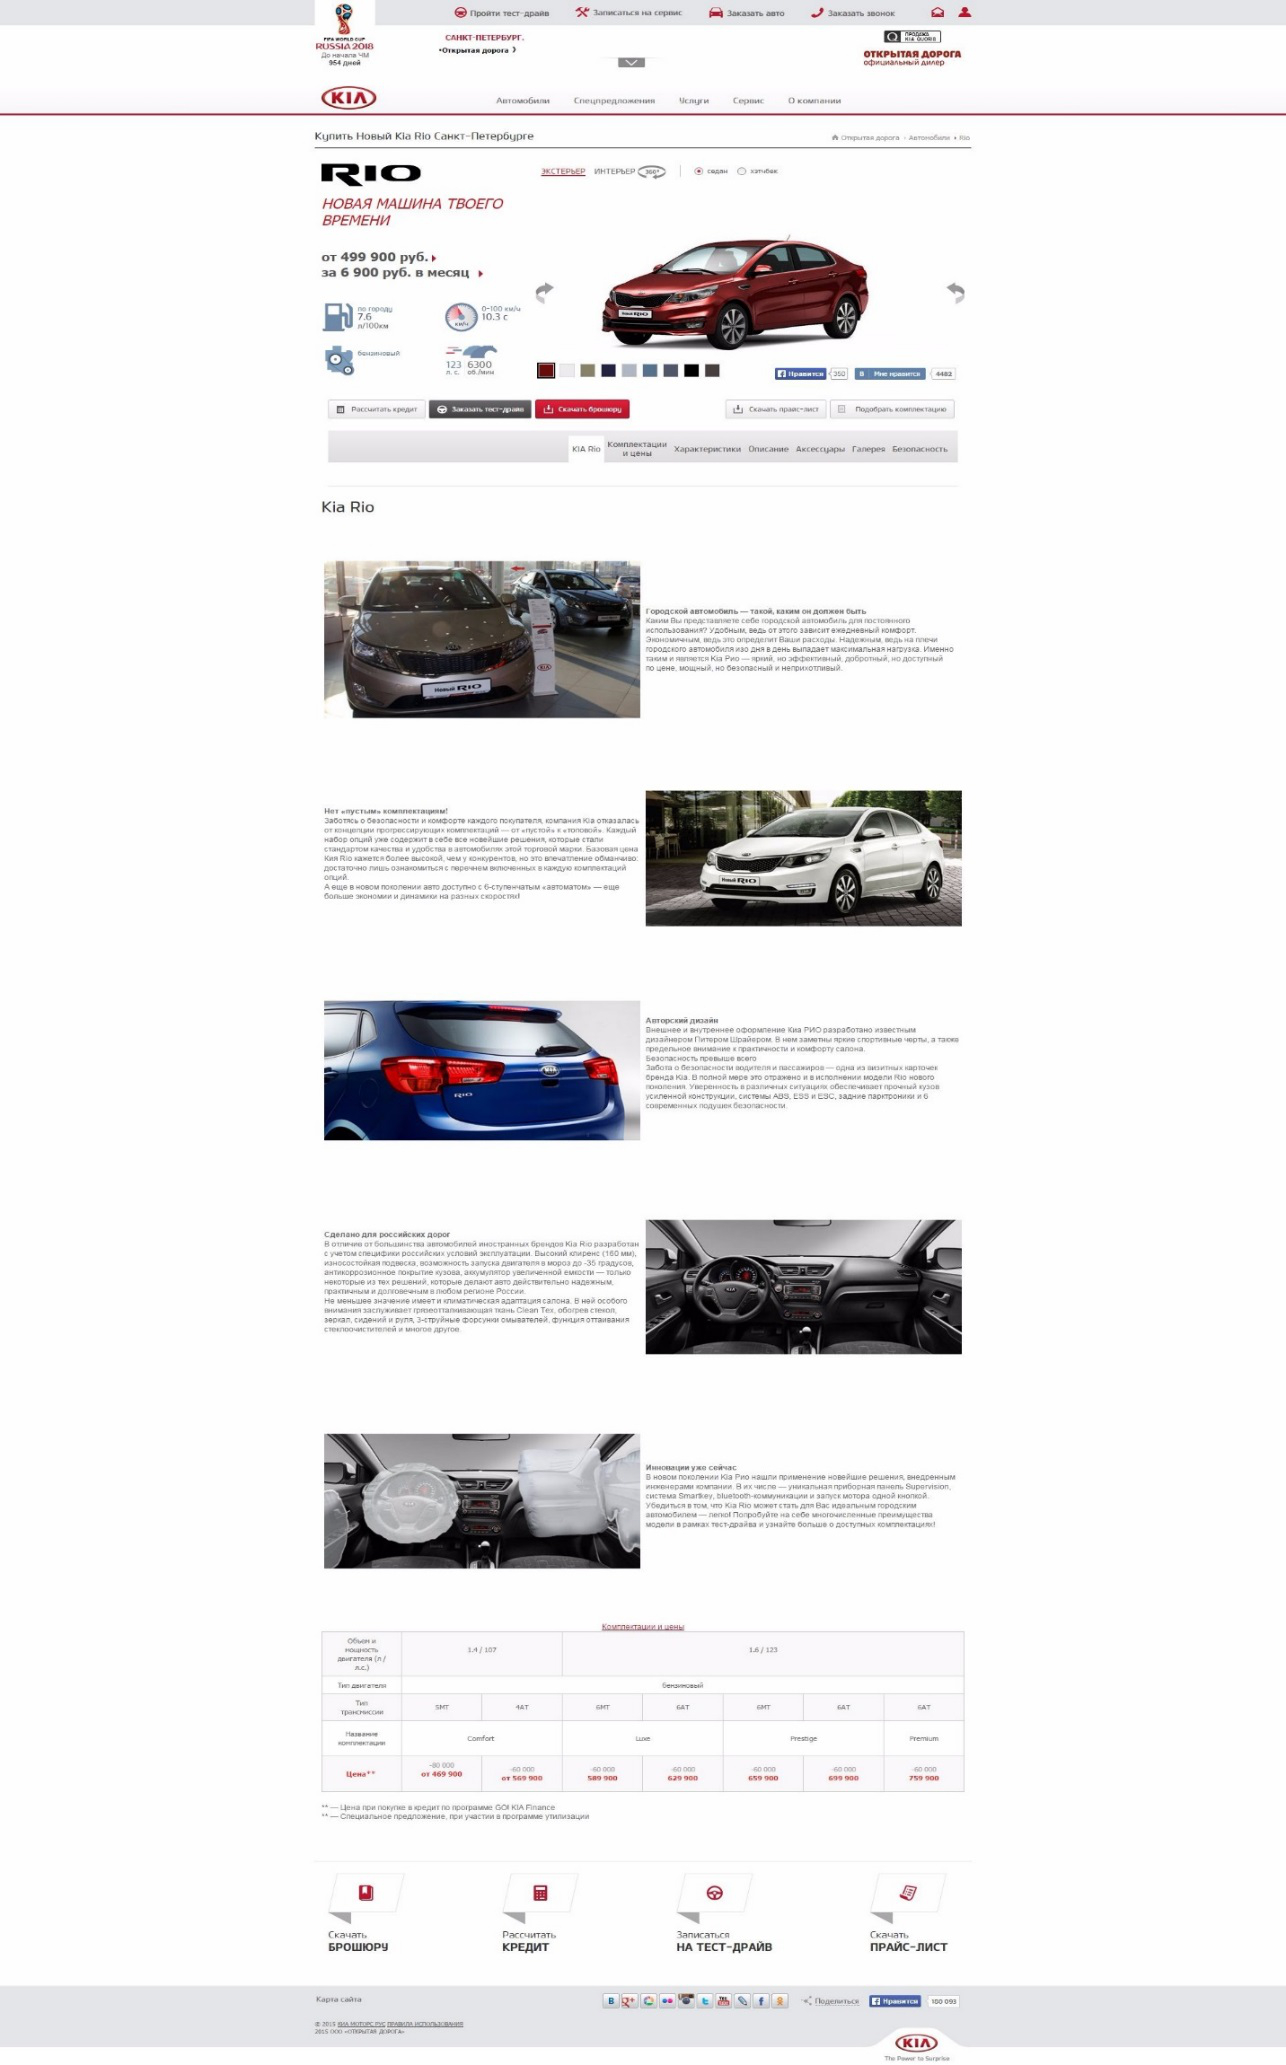 Пройти тест-драйв
Записаться на сервис
Заказать авто
Заказать звонок
FIFA WORLD CUP
RUSSIA 2018
До начала ЧМ
954 дней
САНКТ-ПЕТЕРБУРГ.
•Открытая дорога
ПРОДАЖА
KIA QUORIS
ОТКРЫТАЯ ДОРОГА
официальный дилер
KIA
Автомобили
Спецпредложения
Услуги
Сервис
О компании
Купить Новый Kia Rio Санкт-Петербурге
Открытая дорога • Автомобили • Rio
RIO
ЭКСТЕРЬЕР
ИНТЕРЬЕР
360°
седан
хэтчбек
НОВАЯ МАШИНА ТВОЕГО
ВРЕМЕНИ
от 499 900 руб.
за 6 900 руб. в месяц
по городу
7.6
л/100км
0-100 км/ч
10.3 с
км/ч
бензиновый
123 6300
л. с. об./мин
Новый RIO
Нравится
350
В Мне нравится
4482
Рассчитать кредит
Заказать тест-драйв
Скачать брошюру
Скачать прайс-лист
Подобрать комплектацию
KIA Rio
Комплектации
и цены
Характеристики
Описание
Аксессуары
Галерея
Безопасность
Kia Rio
Новый RIO
KIA
Городской автомобиль — такой, каким он должен быть
Каким Вы представляете себе городской автомобиль для постоянного
использования? Удобным, ведь от этого зависит ежедневный комфорт.
Экономичным, ведь это определит Ваши расходы. Надежным, ведь на плечи
городского автомобиля изо дня в день выпадает максимальная нагрузка. Именно
таким и является Kia Рио — яркий, но эффективный, добротный, но доступный
по цене, мощный, но безопасный и неприхотливый.
Нет «пустым» комплектациям!
Заботясь о безопасности и комфорте каждого покупателя, компания Kia отказалась
от концепции прогрессирующих комплектаций — от «пустой» к «топовой». Каждый
набор опций уже содержит в себе все новейшие решения, которые стали
стандартом качества и удобства в автомобилях этой торговой марки. Базовая цена
Кия Rio кажется более высокой, чем у конкурентов, но это впечатление обманчиво:
достаточно лишь ознакомиться с перечнем включенных в каждую комплектаций
опций.
А еще в новом поколении авто доступно с 6-ступенчатым «автоматом» — еще
больше экономии и динамики на разных скоростях!
Новый RIO
RIO
Авторский дизайн
Внешнее и внутреннее оформление Киа РИО разработано известным
дизайнером Питером Шрайером. В нем заметны яркие спортивные черты, а также
предельное внимание к практичности и комфорту салона.
Безопасность превыше всего
Забота о безопасности водителя и пассажиров — одна из визитных карточек
бренда Kia. В полной мере это отражено и в исполнении модели Rio нового
поколения. Уверенность в различных ситуациях обеспечивает прочный кузов
усиленной конструкции, системы ABS, ESS и ESC, задние парктроники и 6
современных подушек безопасности.
Сделано для российских дорог
В отличие от большинства автомобилей иностранных брендов Kia Rio разработан
с учетом специфики российских условий эксплуатации. Высокий клиренс (160 мм),
износостойкая подвеска, возможность запуска двигателя в мороз до -35 градусов,
антикоррозионное покрытие кузова, аккумулятор увеличенной емкости — только
некоторые из тех решений, которые делают авто действительно надежным,
практичным и долговечным в любом регионе России.
Не меньшее значение имеет и климатическая адаптация салона. В ней особого
внимания заслуживает грязеотталкивающая ткань Clean Tex, обогрев стекол,
зеркал, сидений и руля, 3-струйные форсунки омывателей, функция оттаивания
стеклоочистителей и многое другое.
Инновации уже сейчас
В новом поколении Kia Рио нашли применение новейшие решения, внедренным
инженерами компании. В их числе — уникальная приборная панель Supervision,
система Smartkey, bluetooth-коммуникации и запуск мотора одной кнопкой.
Убедиться в том, что Kia Rio может стать для Вас идеальным городским
автомобилем — легко! Попробуйте на себе многочисленные преимущества
модели в рамках тест-драйва и узнайте больше о доступных комплектациях!
Комплектации и цены
Объем и
мощность
двигателя (л /
л.с.)
1.4 / 107
1.6 / 123
Тип двигателя
бензиновый
Тип
трансмиссии
5MT 4AT 6MT 6AT 6MT 6AT 6AT
Название
комплектации
Comfort Luxe Prestige Premium
Цена**
-80 000 -60 000 -60 000 -60 000 -60 000 -60 000 -60 000
от 469 900 от 569 900 589 900 629 900 659 900 699 900 759 900
** — Цена при покупке в кредит по программе GO! KIA Finance
** — Специальное предложение, при участии в программе утилизации
Скачать
БРОШЮРУ
Рассчитать
КРЕДИТ
Записаться
НА ТЕСТ-ДРАЙВ
Скачать
ПРАЙС-ЛИСТ
Карта сайта
Поделиться
Нравится
160 093
© 2015 КИА МОТОРС РУС ПРАВИЛА ИСПОЛЬЗОВАНИЯ
2015 ООО «ОТКРЫТАЯ ДОРОГА»
KIA
The Power to Surprise